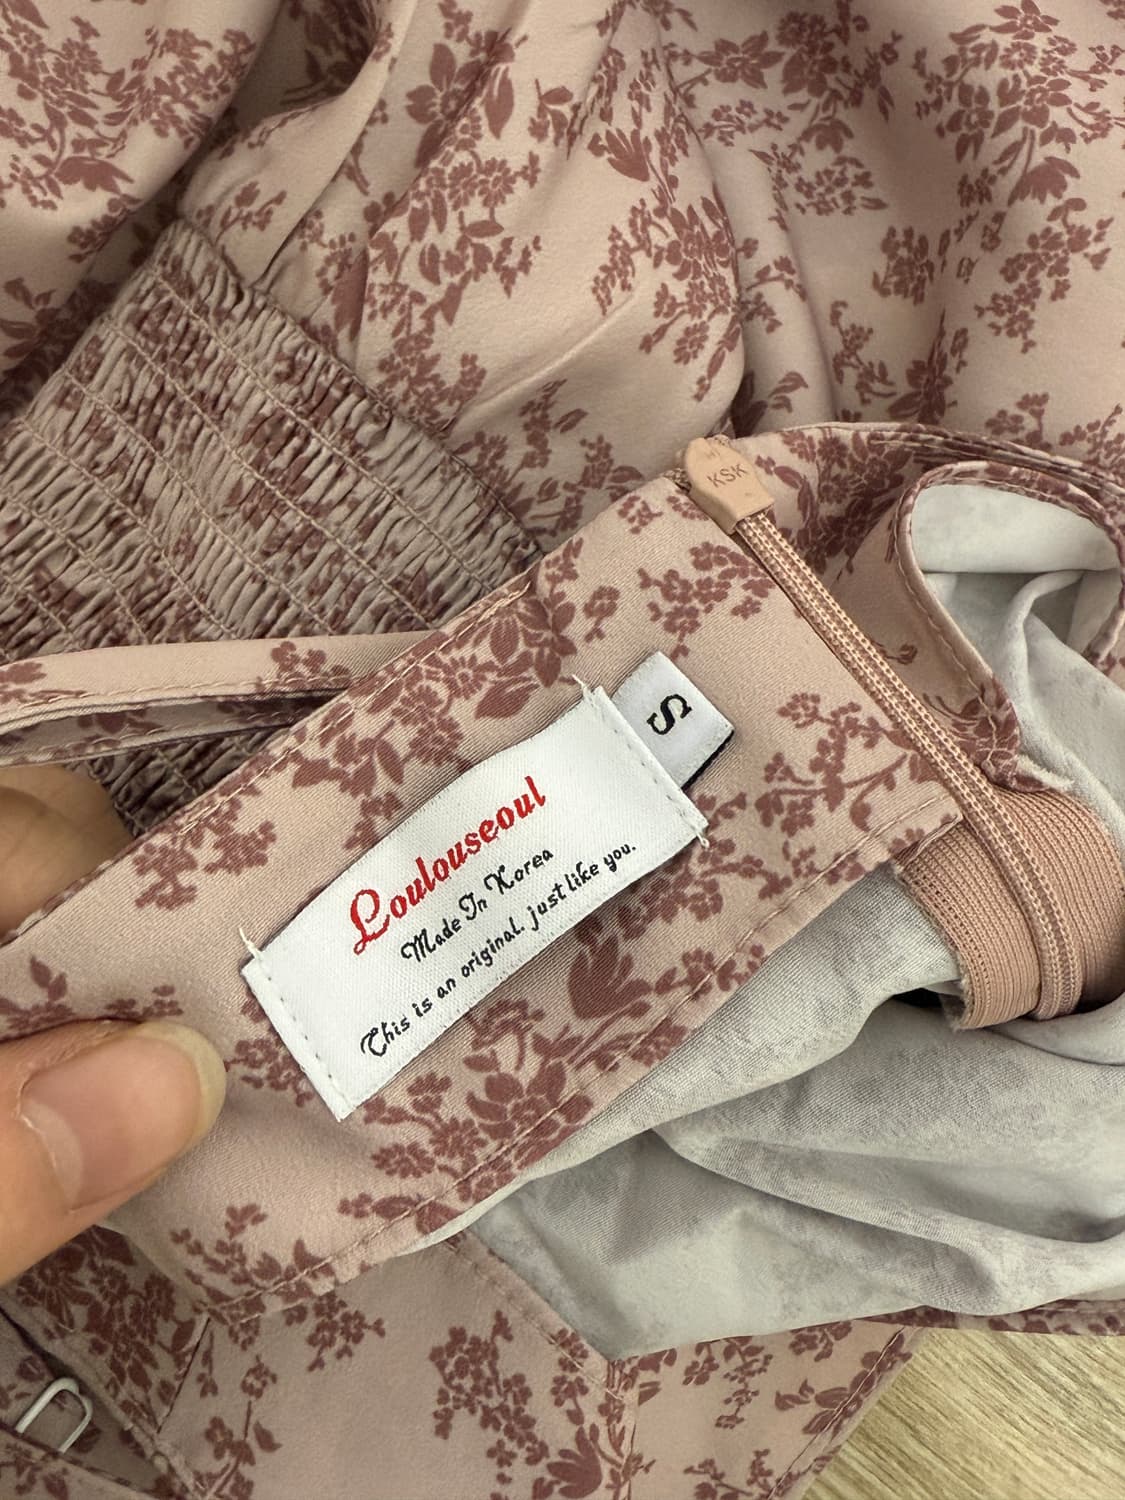 KSK
S
Loulouseoul
Made In Korea
This is an original. just like you.